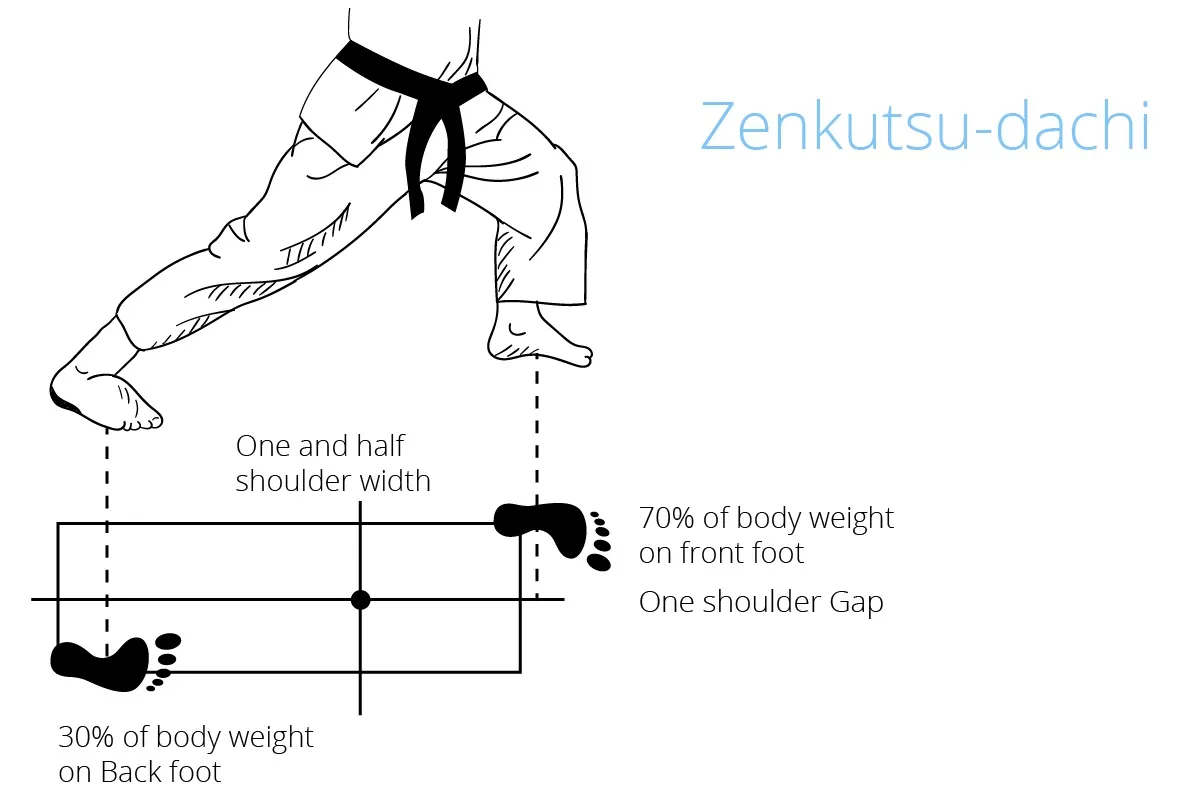 Zenkutsu-dachi
One and half
shoulder width
70% of body weight
on front foot
One shoulder Gap
30% of body weight
on Back foot